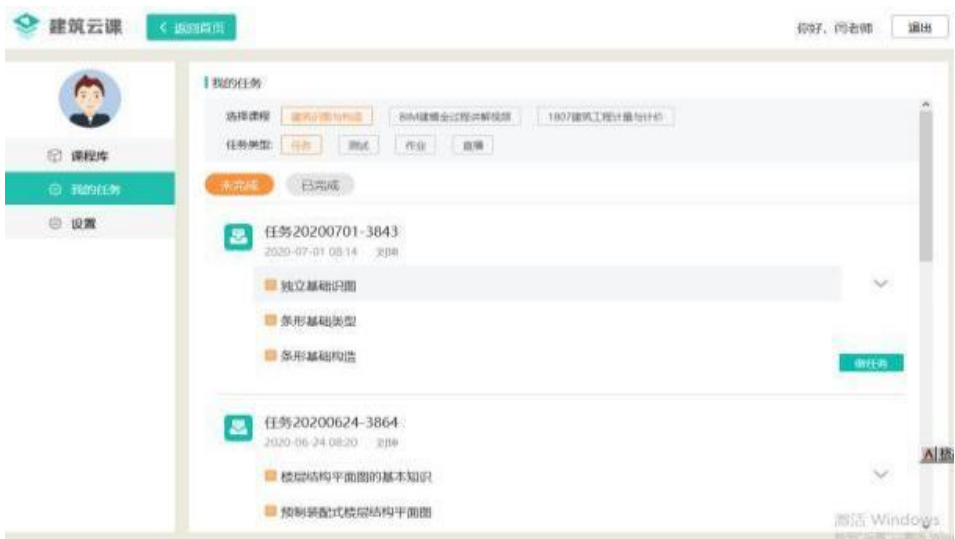 建筑云课
< 返回首页
你好，闫老师
退出
课程库
我的任务
设置
我的任务
选择课程 建筑识图与构造 BIM建模全过程讲解视频 1807建筑工程计量与计价
任务类型: 任务 测试 作业 直播
未完成 已完成
任务20200701-3843
2020-07-01 08:14
独立基础识图
条形基础类型
条形基础构造
做任务
任务20200624-3864
2020-06-24 08:20
楼层结构平面图的基本知识
预制装配式楼层结构平面图
激活 Windows